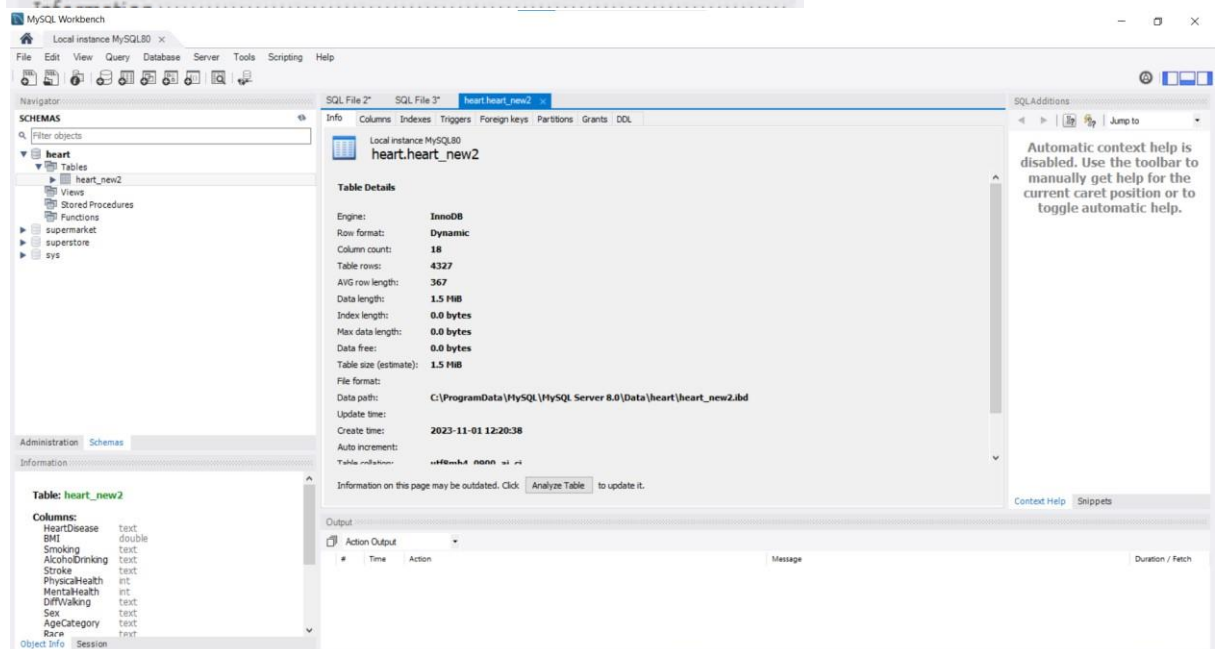 Information
MySQL Workbench
Local instance MySQL80
File Edit View Query Database Server Tools Scripting Help
Navigator
SCHEMAS
Filter objects
heart
Tables
heart_new2
Views
Stored Procedures
Functions
supermarket
superstore
sys
Administration Schemas
Information
Table: heart_new2
Columns:
HeartDisease text
BMI double
Smoking text
AlcoholDrinking text
Stroke text
PhysicalHealth int
MentalHealth int
DiffWalking text
Sex text
AgeCategory text
Race text
Object Info Session
SQL File 2* SQL File 3* heart.heart_new2
Info Columns Indexes Triggers Foreign keys Partitions Grants DDL
Local instance MySQL80
heart.heart_new2
Table Details
Engine: InnoDB
Row format: Dynamic
Column count: 18
Table rows: 4327
AVG row length: 367
Data length: 1.5 MiB
Index length: 0.0 bytes
Max data length: 0.0 bytes
Data free: 0.0 bytes
Table size (estimate): 1.5 MiB
File format:
Data path: C:\ProgramData\MySQL\MySQL Server 8.0\Data\heart\heart_new2.ibd
Update time:
Create time: 2023-11-01 12:20:38
Auto increment:
Table collation: utf8mb4_0900_ai_ci
Information on this page may be outdated. Click Analyze Table to update it.
Output
Action Output
# Time Action Message Duration / Fetch
SQLAdditions
Jump to
Automatic context help is
disabled. Use the toolbar to
manually get help for the
current caret position or to
toggle automatic help.
Context Help Snippets